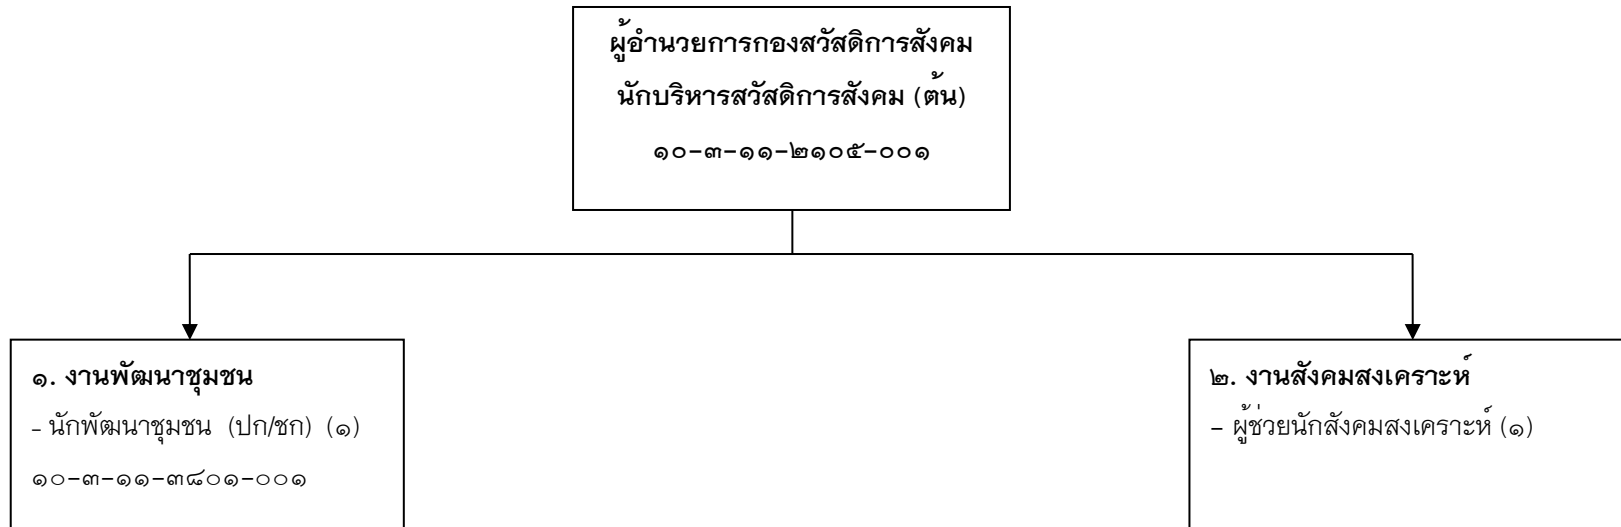 ผู้อำนวยการกองสวัสดิการสังคม
นักบริหารสวัสดิการสังคม (ต้น)
๑๐-๓-๑๑-๒๑๐๕-๐๐๑
๑. งานพัฒนาชุมชน
- นักพัฒนาชุมชน (ปก/ชก) (๑)
๑๐-๓-๑๑-๓๘๐๑-๐๐๑
๒. งานสังคมสงเคราะห์
- ผู้ช่วยนักสังคมสงเคราะห์ (๑)